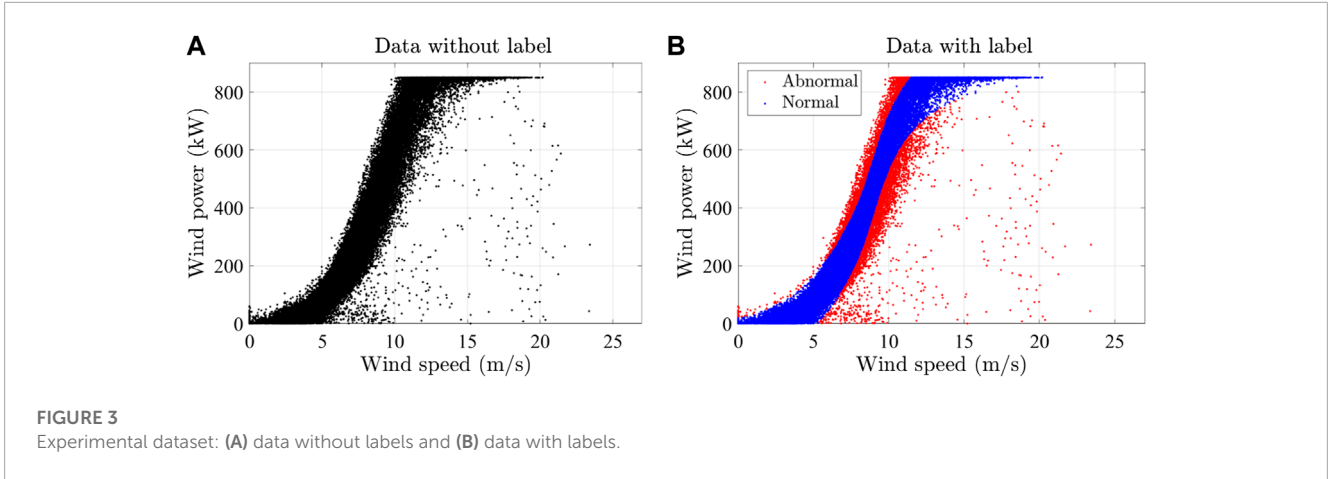 A
Data without label
Wind power (kW)
800
600
400
200
0
0 5 10 15 20 25
Wind speed (m/s)
B
Data with label
Abnormal
Normal
Wind power (kW)
800
600
400
200
0
0 5 10 15 20 25
Wind speed (m/s)
FIGURE 3
Experimental dataset: (A) data without labels and (B) data with labels.